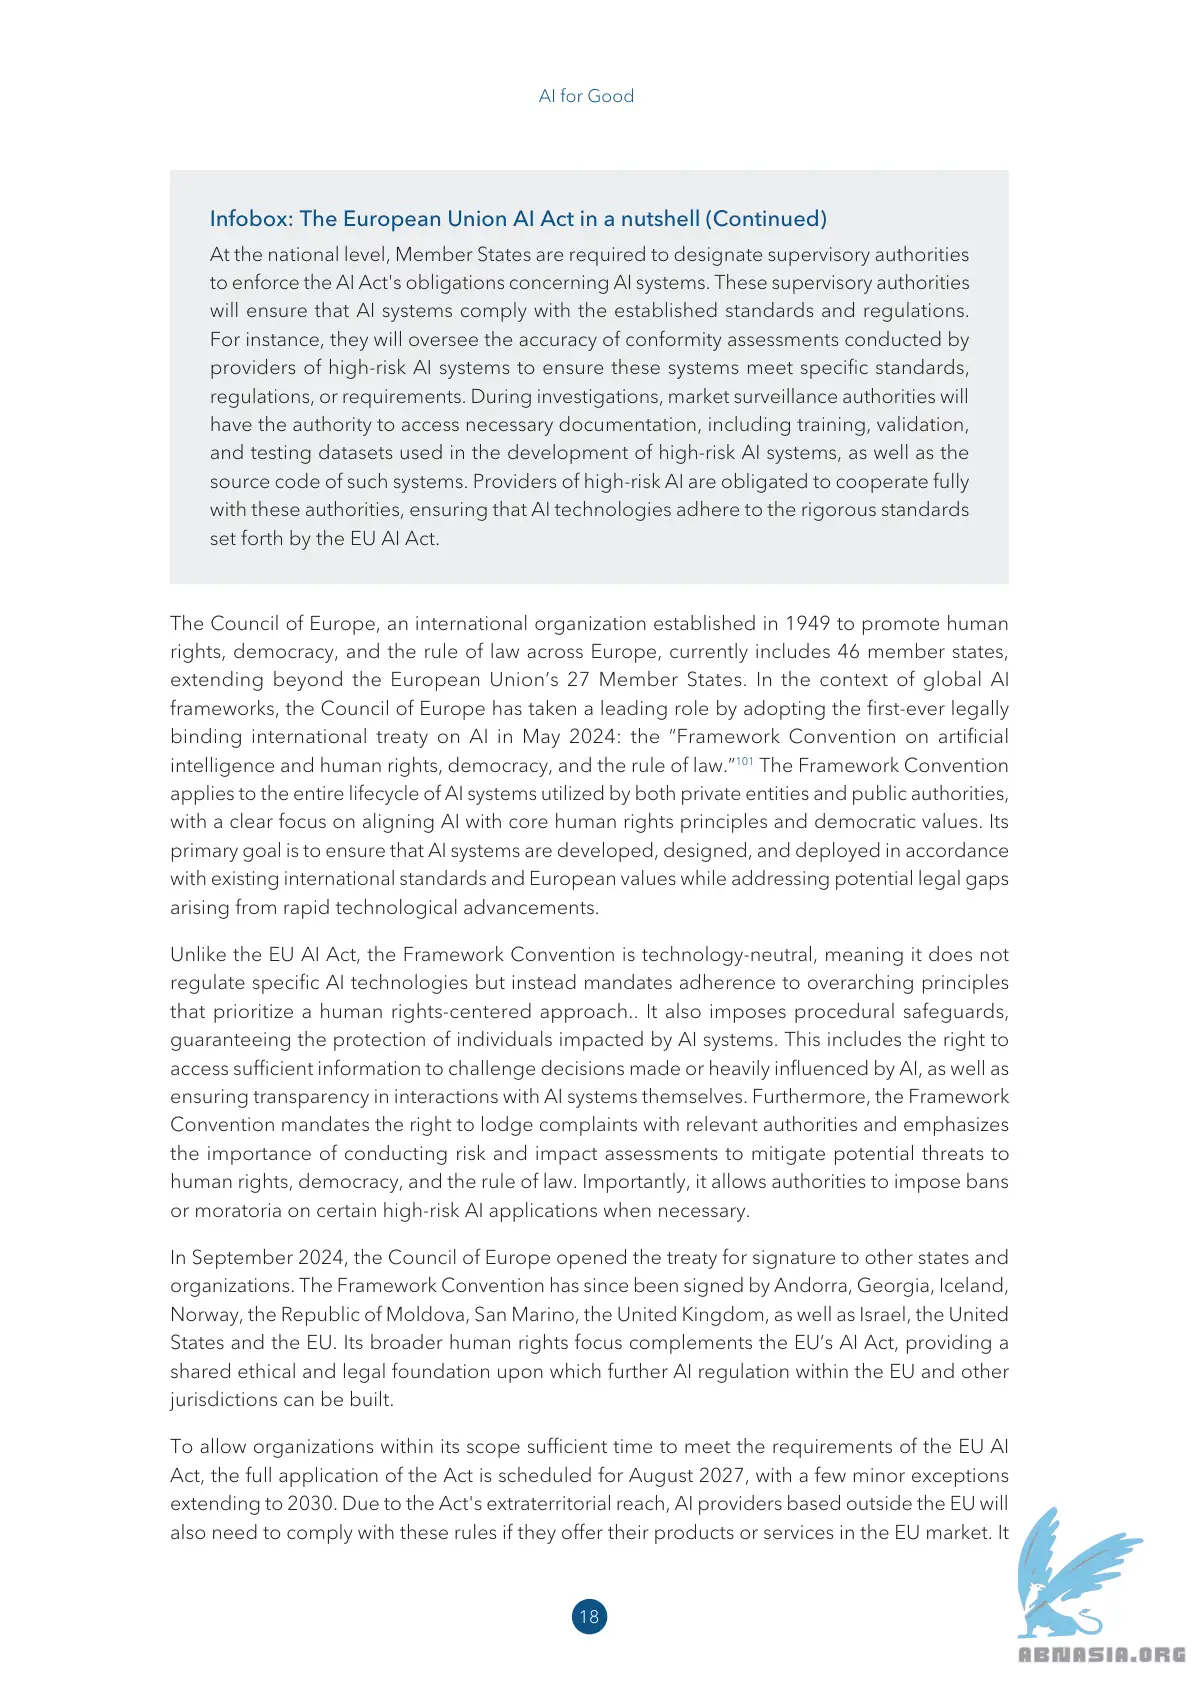 AI for Good
Infobox: The European Union AI Act in a nutshell (Continued)
At the national level, Member States are required to designate supervisory authorities
to enforce the AI Act's obligations concerning AI systems. These supervisory authorities
will ensure that AI systems comply with the established standards and regulations.
For instance, they will oversee the accuracy of conformity assessments conducted by
providers of high-risk AI systems to ensure these systems meet specific standards,
regulations, or requirements. During investigations, market surveillance authorities will
have the authority to access necessary documentation, including training, validation,
and testing datasets used in the development of high-risk AI systems, as well as the
source code of such systems. Providers of high-risk AI are obligated to cooperate fully
with these authorities, ensuring that AI technologies adhere to the rigorous standards
set forth by the EU AI Act.
The Council of Europe, an international organization established in 1949 to promote human
rights, democracy, and the rule of law across Europe, currently includes 46 member states,
extending beyond the European Union’s 27 Member States. In the context of global AI
frameworks, the Council of Europe has taken a leading role by adopting the first-ever legally
binding international treaty on AI in May 2024: the “Framework Convention on artificial
intelligence and human rights, democracy, and the rule of law.”101 The Framework Convention
applies to the entire lifecycle of AI systems utilized by both private entities and public authorities,
with a clear focus on aligning AI with core human rights principles and democratic values. Its
primary goal is to ensure that AI systems are developed, designed, and deployed in accordance
with existing international standards and European values while addressing potential legal gaps
arising from rapid technological advancements.
Unlike the EU AI Act, the Framework Convention is technology-neutral, meaning it does not
regulate specific AI technologies but instead mandates adherence to overarching principles
that prioritize a human rights-centered approach.. It also imposes procedural safeguards,
guaranteeing the protection of individuals impacted by AI systems. This includes the right to
access sufficient information to challenge decisions made or heavily influenced by AI, as well as
ensuring transparency in interactions with AI systems themselves. Furthermore, the Framework
Convention mandates the right to lodge complaints with relevant authorities and emphasizes
the importance of conducting risk and impact assessments to mitigate potential threats to
human rights, democracy, and the rule of law. Importantly, it allows authorities to impose bans
or moratoria on certain high-risk AI applications when necessary.
In September 2024, the Council of Europe opened the treaty for signature to other states and
organizations. The Framework Convention has since been signed by Andorra, Georgia, Iceland,
Norway, the Republic of Moldova, San Marino, the United Kingdom, as well as Israel, the United
States and the EU. Its broader human rights focus complements the EU’s AI Act, providing a
shared ethical and legal foundation upon which further AI regulation within the EU and other
jurisdictions can be built.
To allow organizations within its scope sufficient time to meet the requirements of the EU AI
Act, the full application of the Act is scheduled for August 2027, with a few minor exceptions
extending to 2030. Due to the Act's extraterritorial reach, AI providers based outside the EU will
also need to comply with these rules if they offer their products or services in the EU market. It
18
ABNASIA.ORG